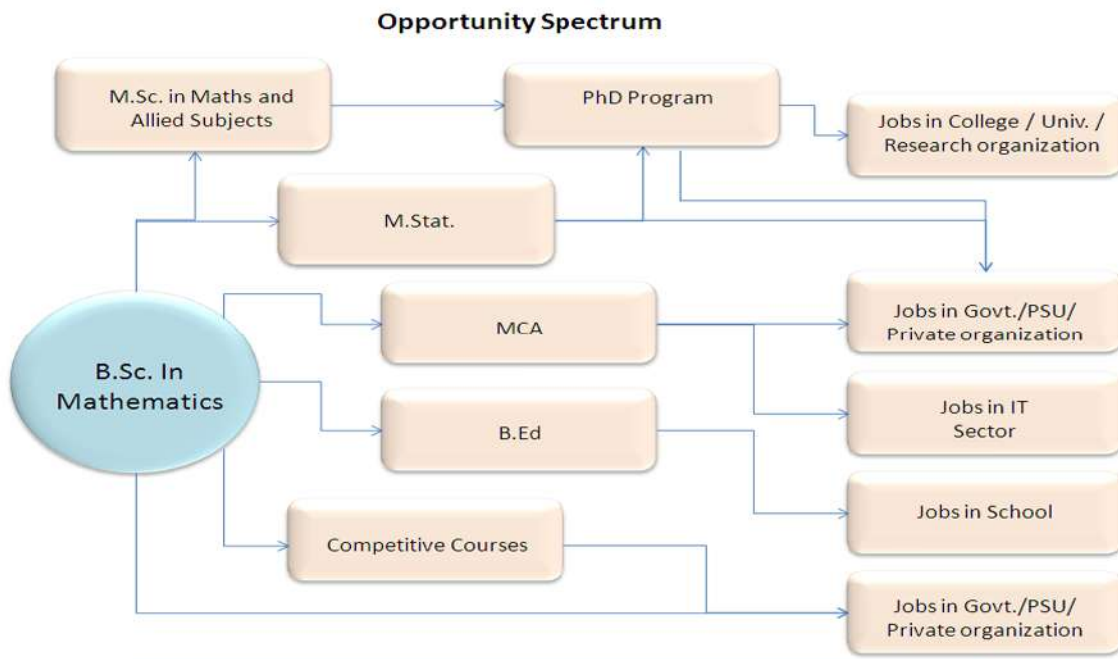 Opportunity Spectrum
M.Sc. in Maths and
Allied Subjects
PhD Program
Jobs in College / Univ. /
Research organization
M.Stat.
MCA
Jobs in Govt./PSU/
Private organization
B.Sc. In
Mathematics
Jobs in IT
Sector
B.Ed
Jobs in School
Competitive Courses
Jobs in Govt./PSU/
Private organization